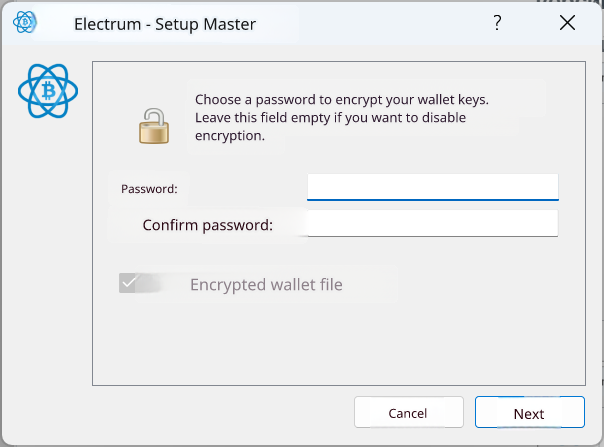 Electrum - Setup Master
?
Choose a password to encrypt your wallet keys.
Leave this field empty if you want to disable
encryption.
Password:
Confirm password:
Encrypted wallet file
Cancel
Next